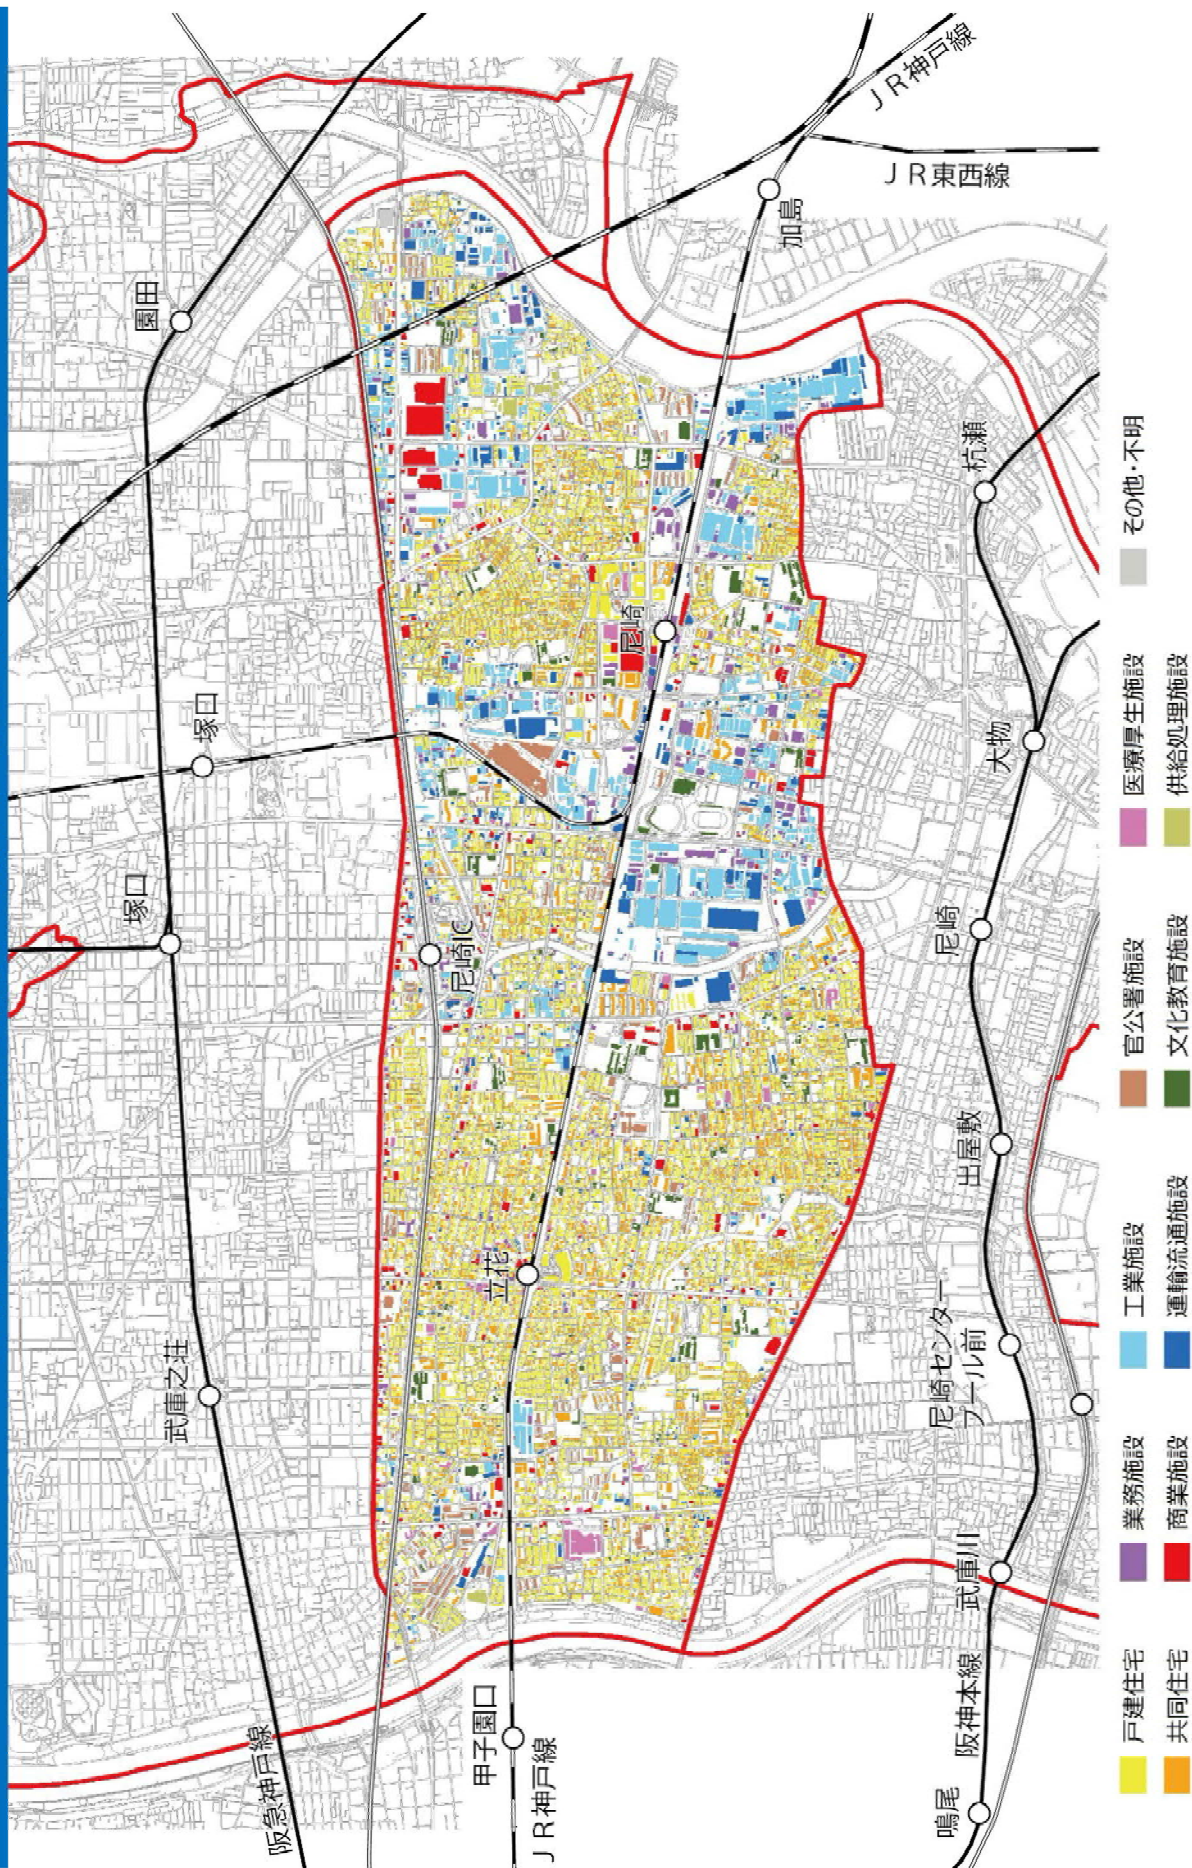 園田
塚口
塚口
武庫之荘
阪急神戸線
ＪＲ神戸線
ＪＲ東西線
加島
尼崎
尼崎IC
立花
甲子園口
ＪＲ神戸線
杭瀬
大物
尼崎
出屋敷
尼崎センター
プール前
武庫川
阪神本線
鳴尾
戸建住宅
業務施設
工業施設
官公署施設
医療厚生施設
その他・不明
共同住宅
商業施設
運輸流通施設
文化教育施設
供給処理施設